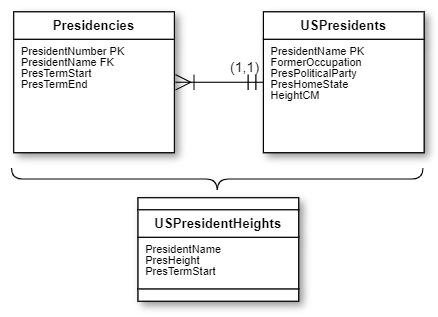 Presidencies
PresidentNumber PK
PresidentName FK
PresTermStart
PresTermEnd
(1,1)
USPresidents
PresidentName PK
FormerOccupation
PresPoliticalParty
PresHomeState
HeightCM
USPresidentHeights
PresidentName
PresHeight
PresTermStart